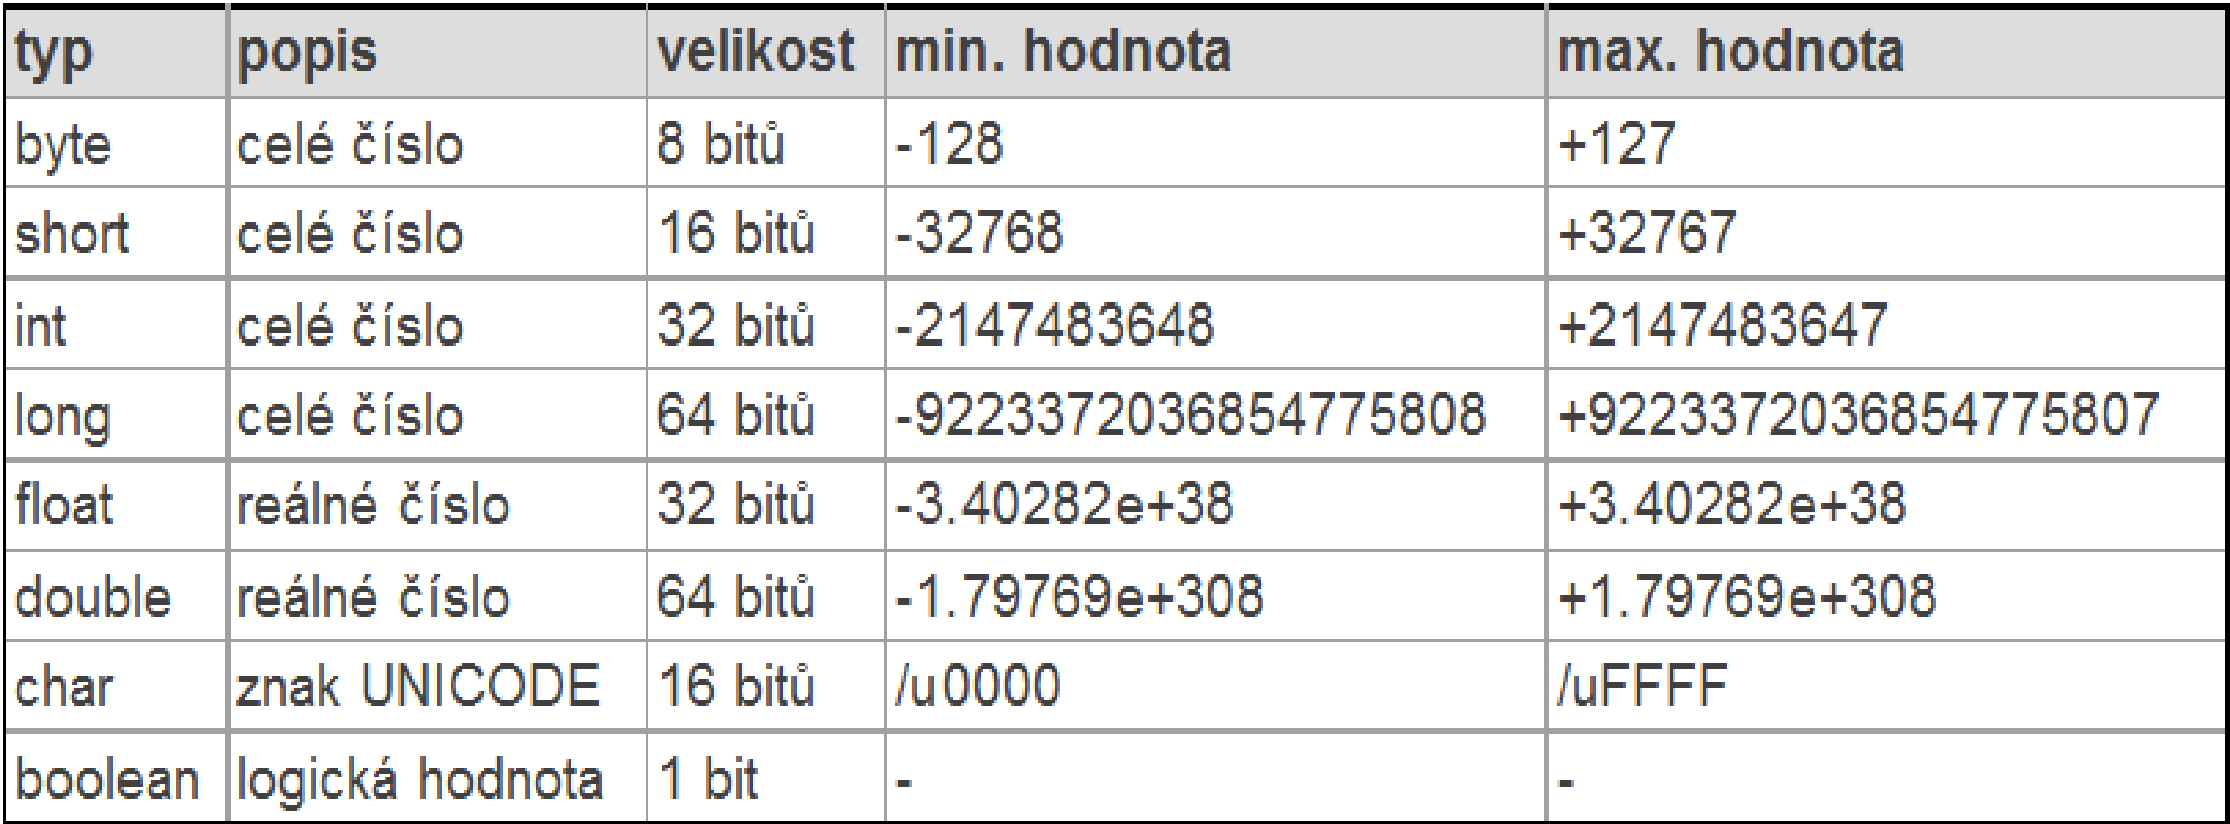 typ popis velikost min. hodnota max. hodnota
byte celé číslo 8 bitů -128 +127
short celé číslo 16 bitů -32768 +32767
int celé číslo 32 bitů -2147483648 +2147483647
long celé číslo 64 bitů -9223372036854775808 +9223372036854775807
float reálné číslo 32 bitů -3.40282e+38 +3.40282e+38
double reálné číslo 64 bitů -1.79769e+308 +1.79769e+308
char znak UNICODE 16 bitů /u0000 /uFFFF
boolean logická hodnota 1 bit - -